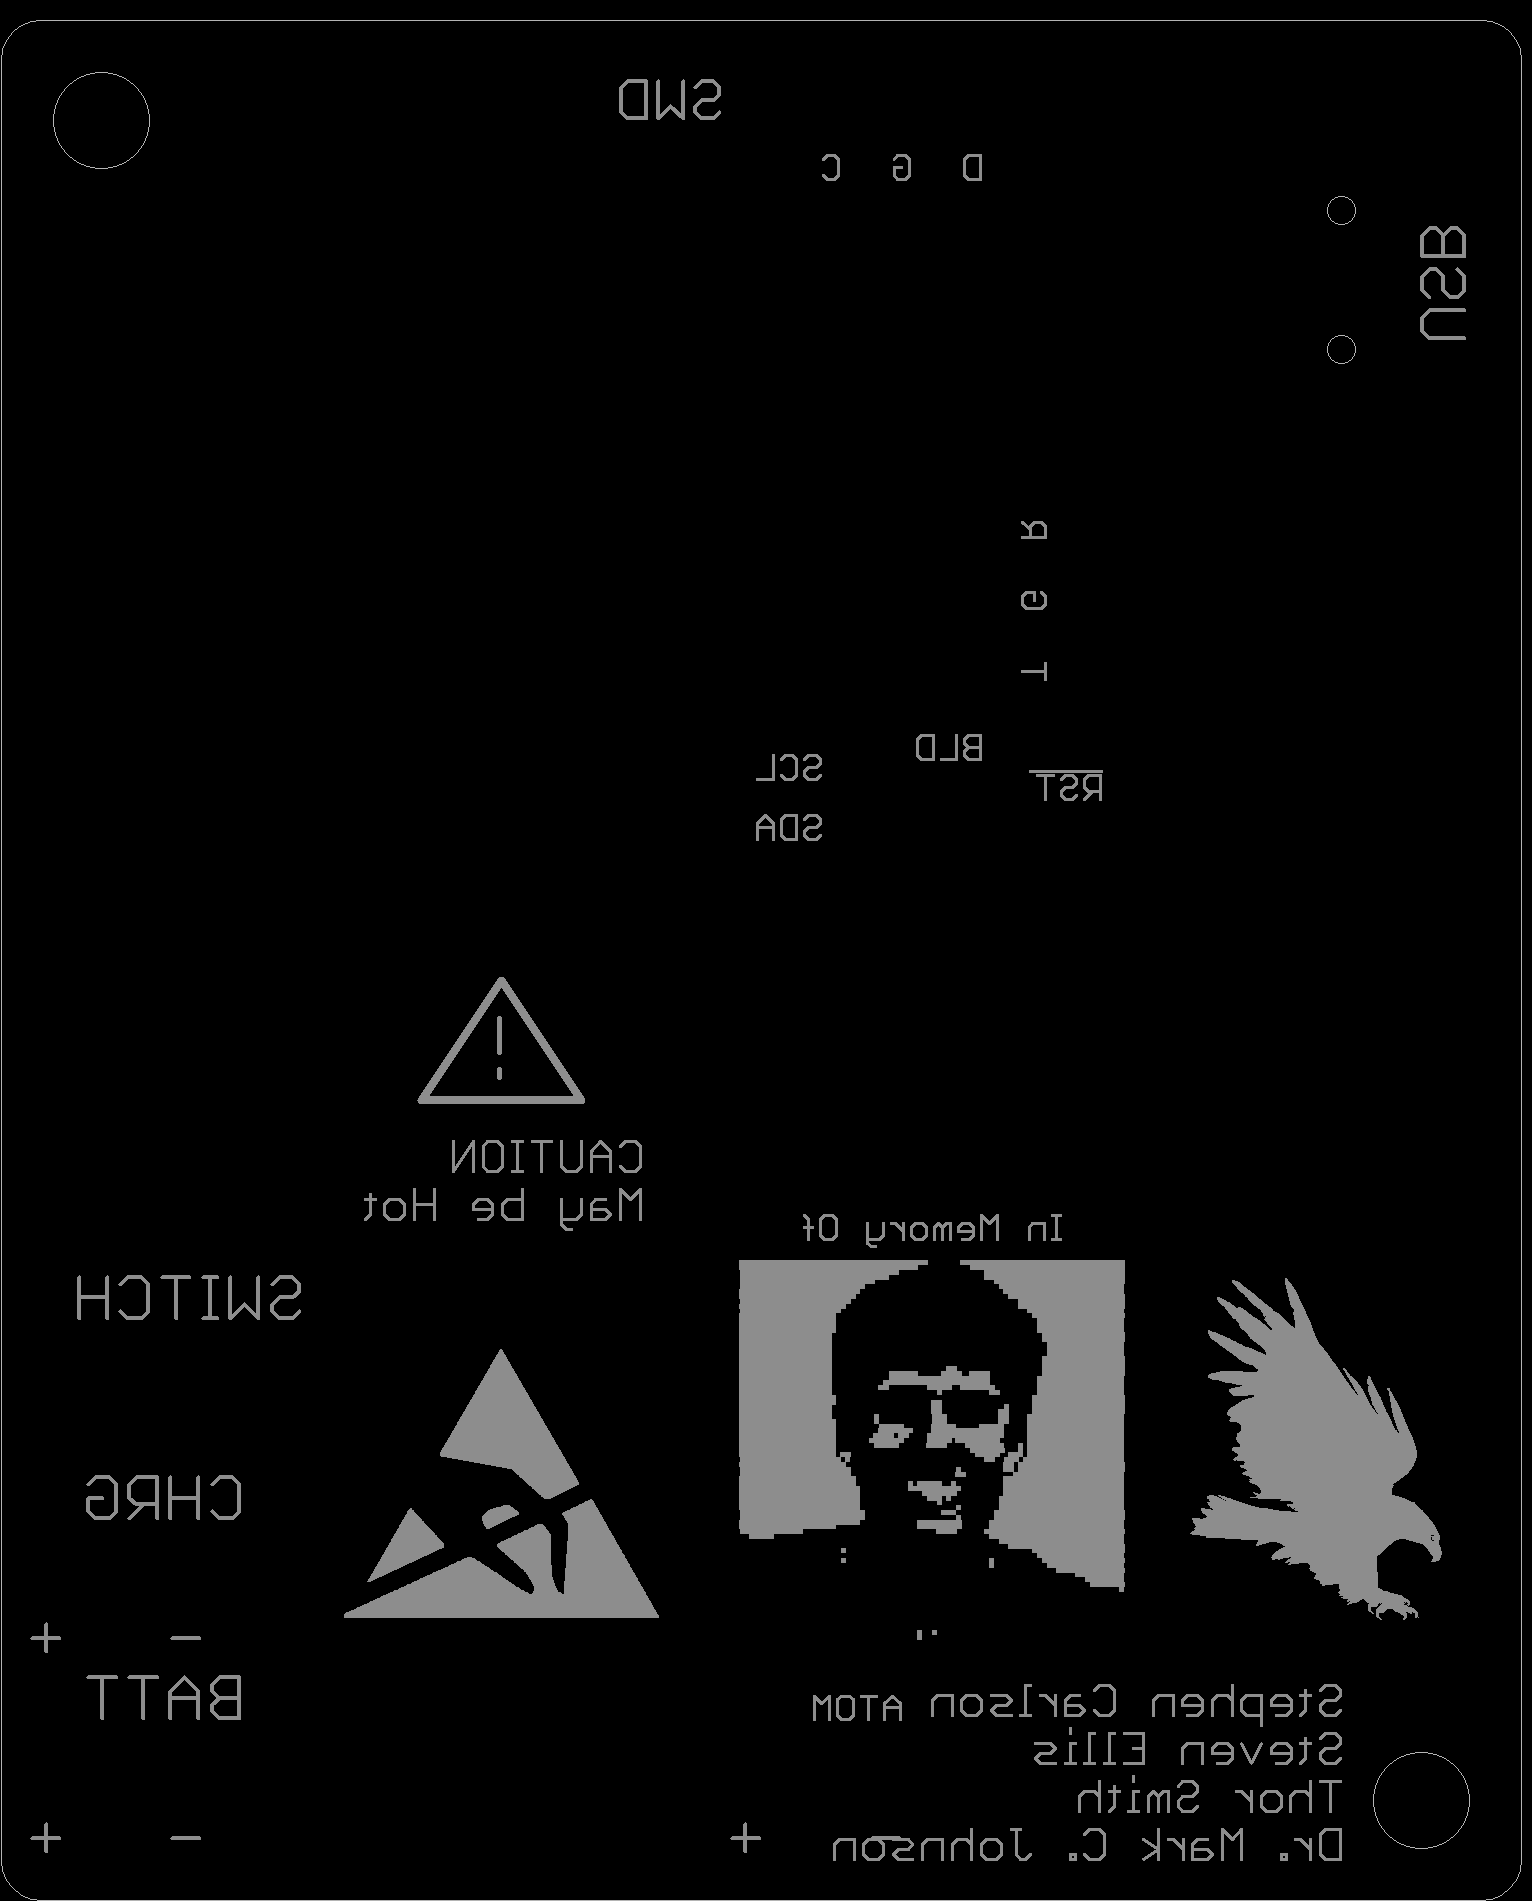 SWD
D G C
USB
R
G
T
BLD
SCL
RST
SDA
!
CAUTION
May be Hot
In Memory Of
SWITCH
CHRG
+ -
BATT
Stephen Carlson ATOM
Steven Ellis
Thor Smith
Dr. Mark C. Johnson
+ -
+ -